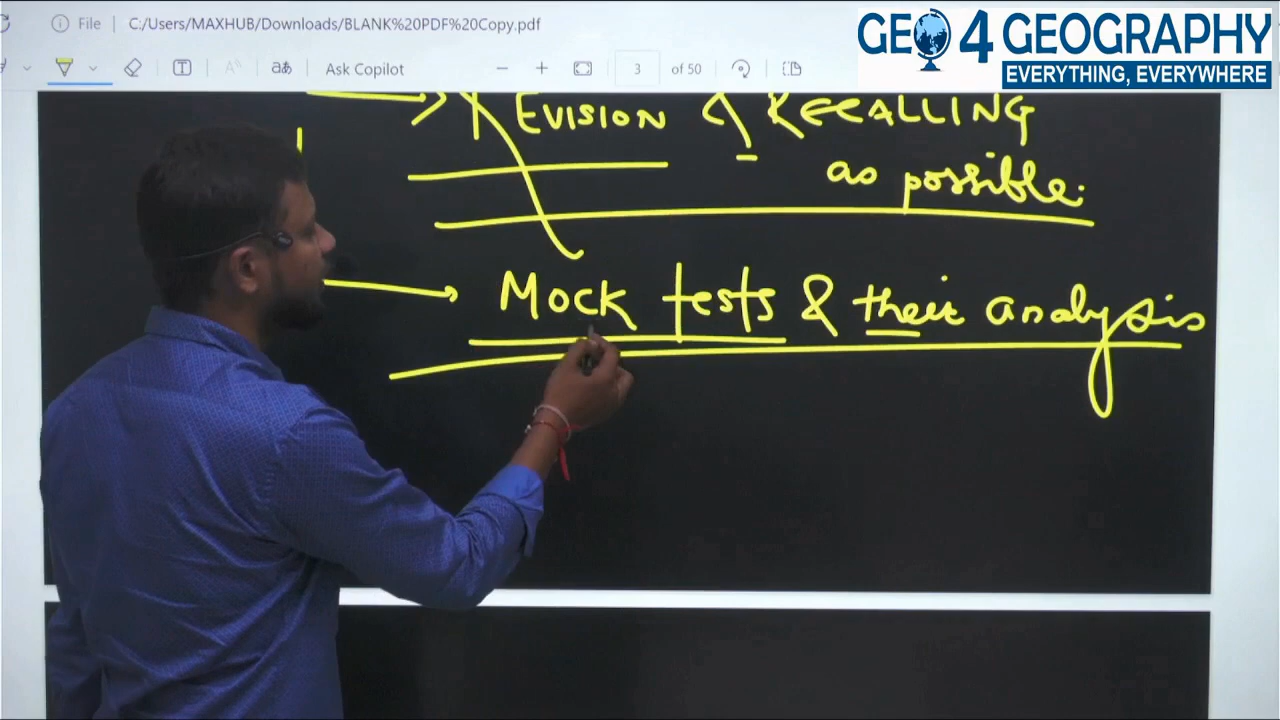 File C:/Users/MAXHUB/Downloads/BLANK%20PDF%20Copy.pdf
GEO 4 GEOGRAPHY
EVERYTHING, EVERYWHERE
Ask Copilot 3 of 50
REVISION & RECALLING
as possible.
Mock tests & their analysis